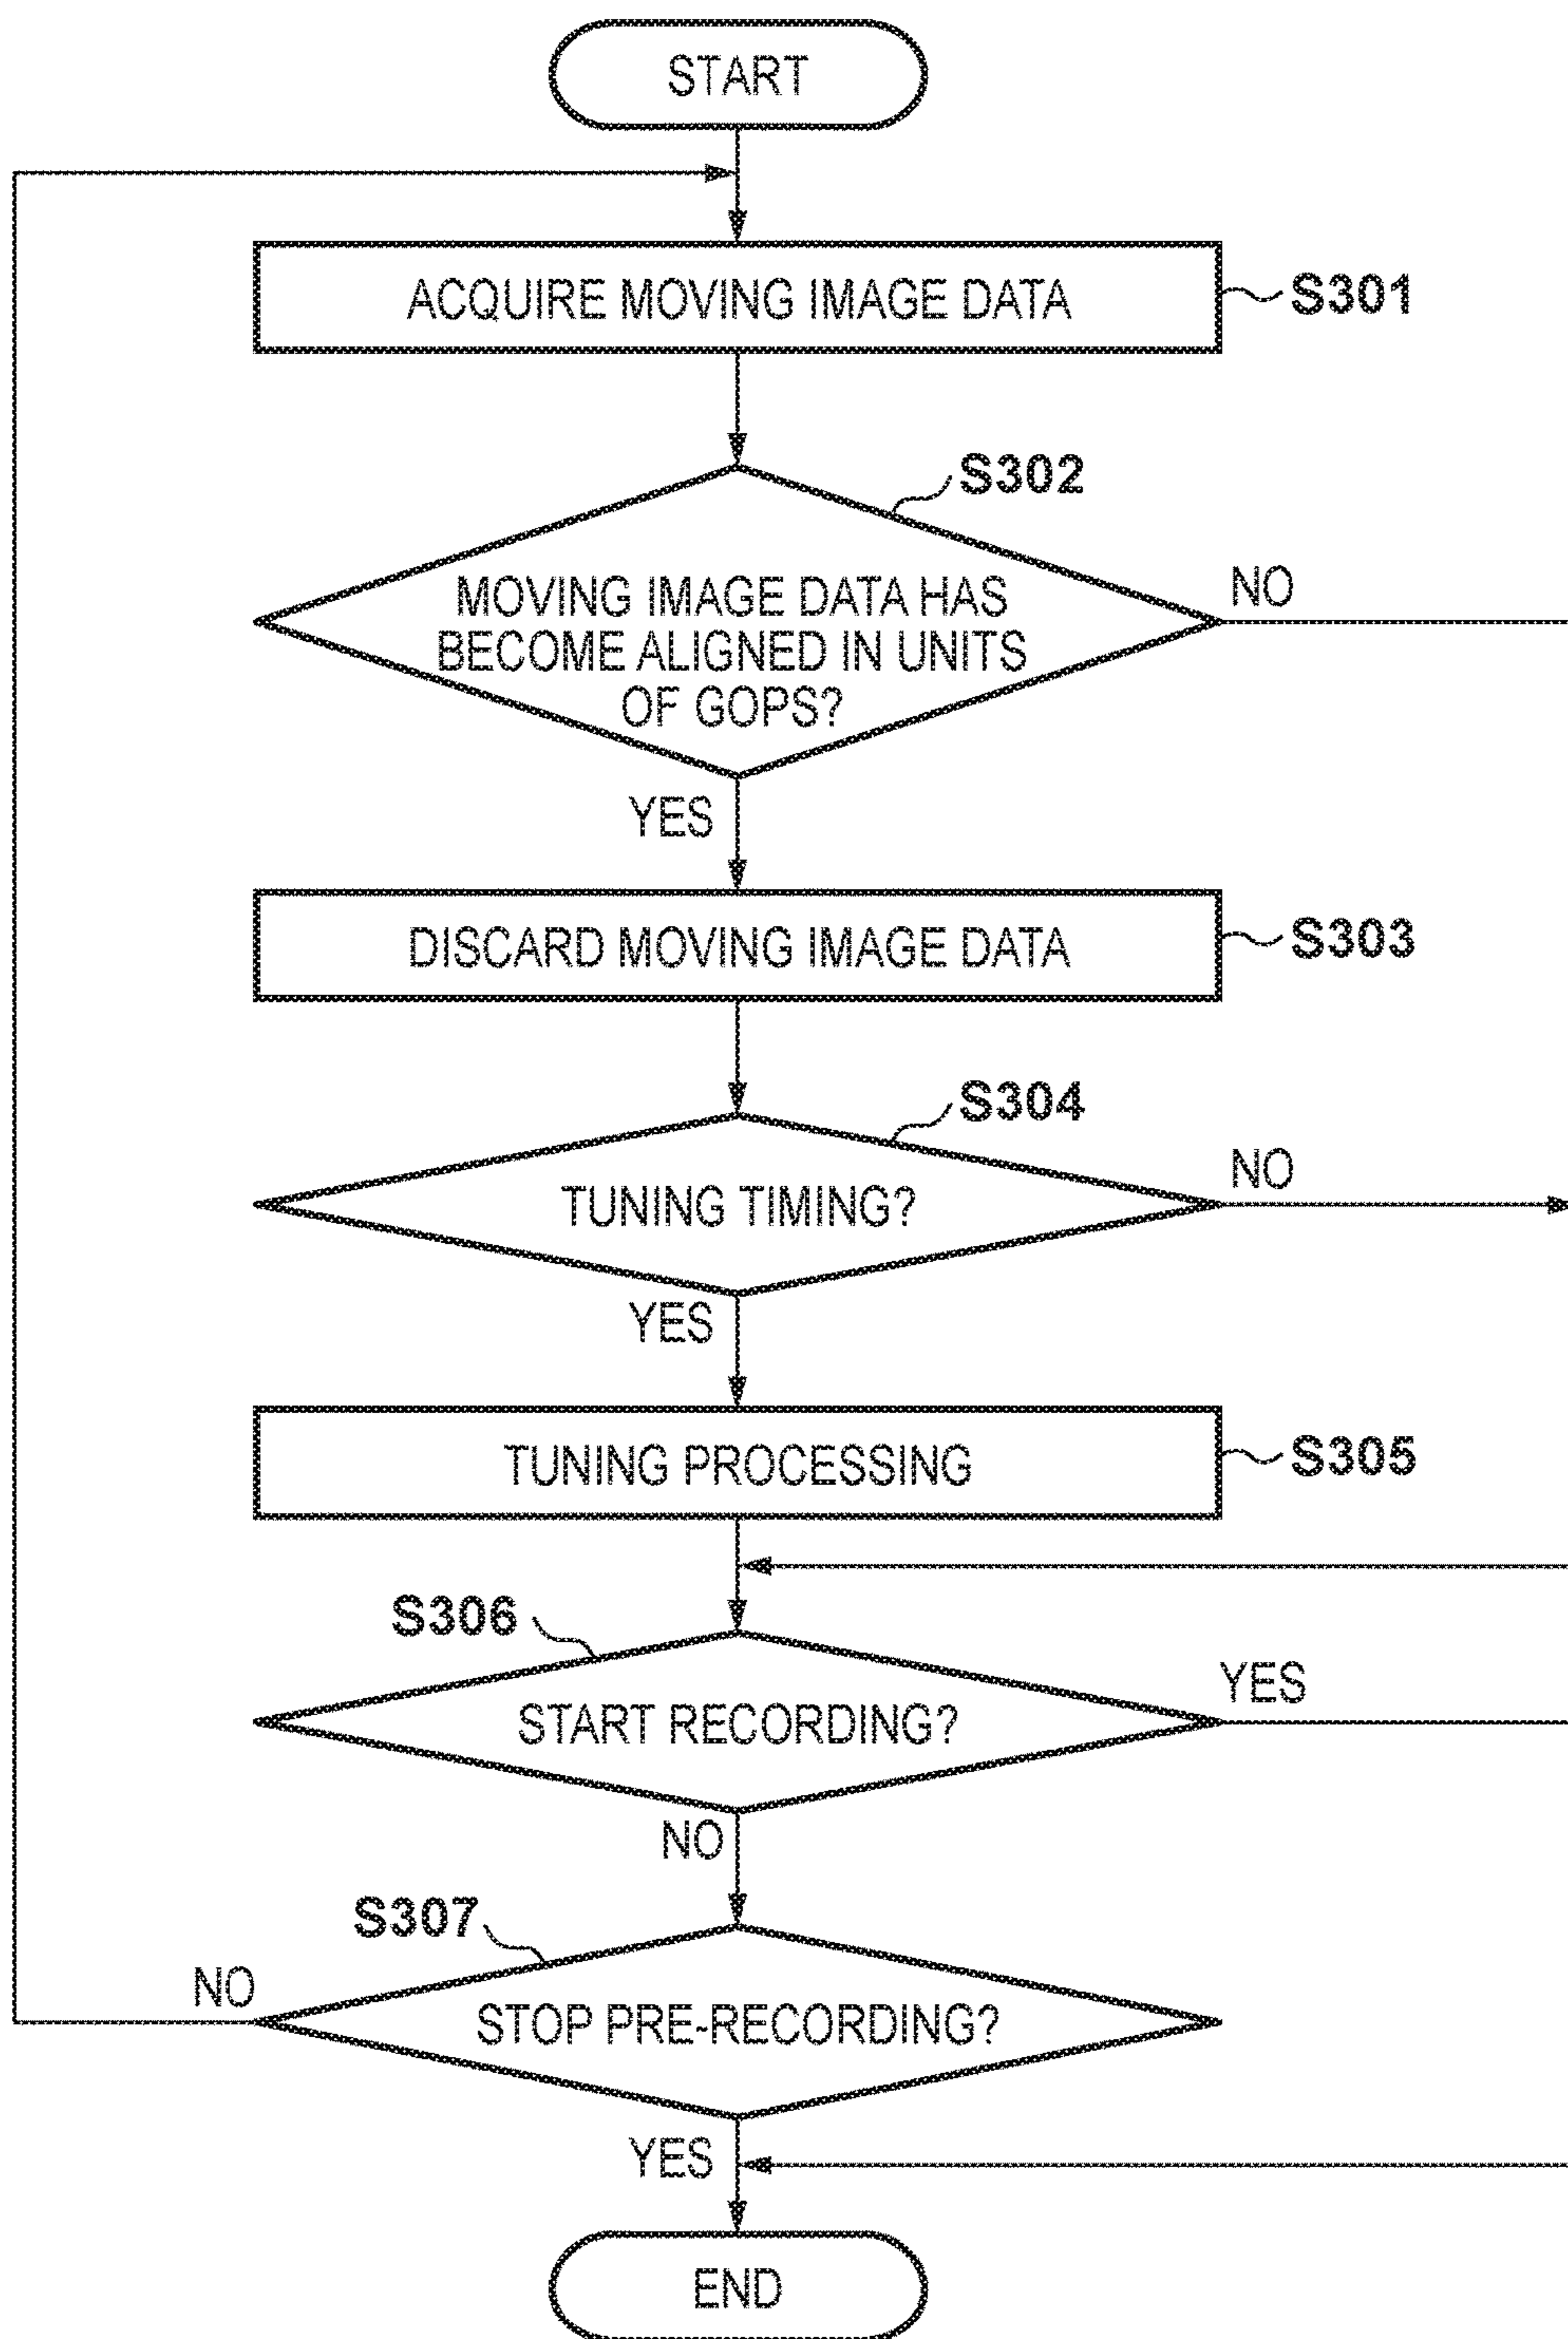 START
ACQUIRE MOVING IMAGE DATA
S301
S302
MOVING IMAGE DATA HAS
BECOME ALIGNED IN UNITS
OF GOPS?
NO
YES
DISCARD MOVING IMAGE DATA
S303
S304
TUNING TIMING?
NO
YES
TUNING PROCESSING
S305
S306
START RECORDING?
YES
NO
S307
STOP PRE-RECORDING?
NO
YES
END